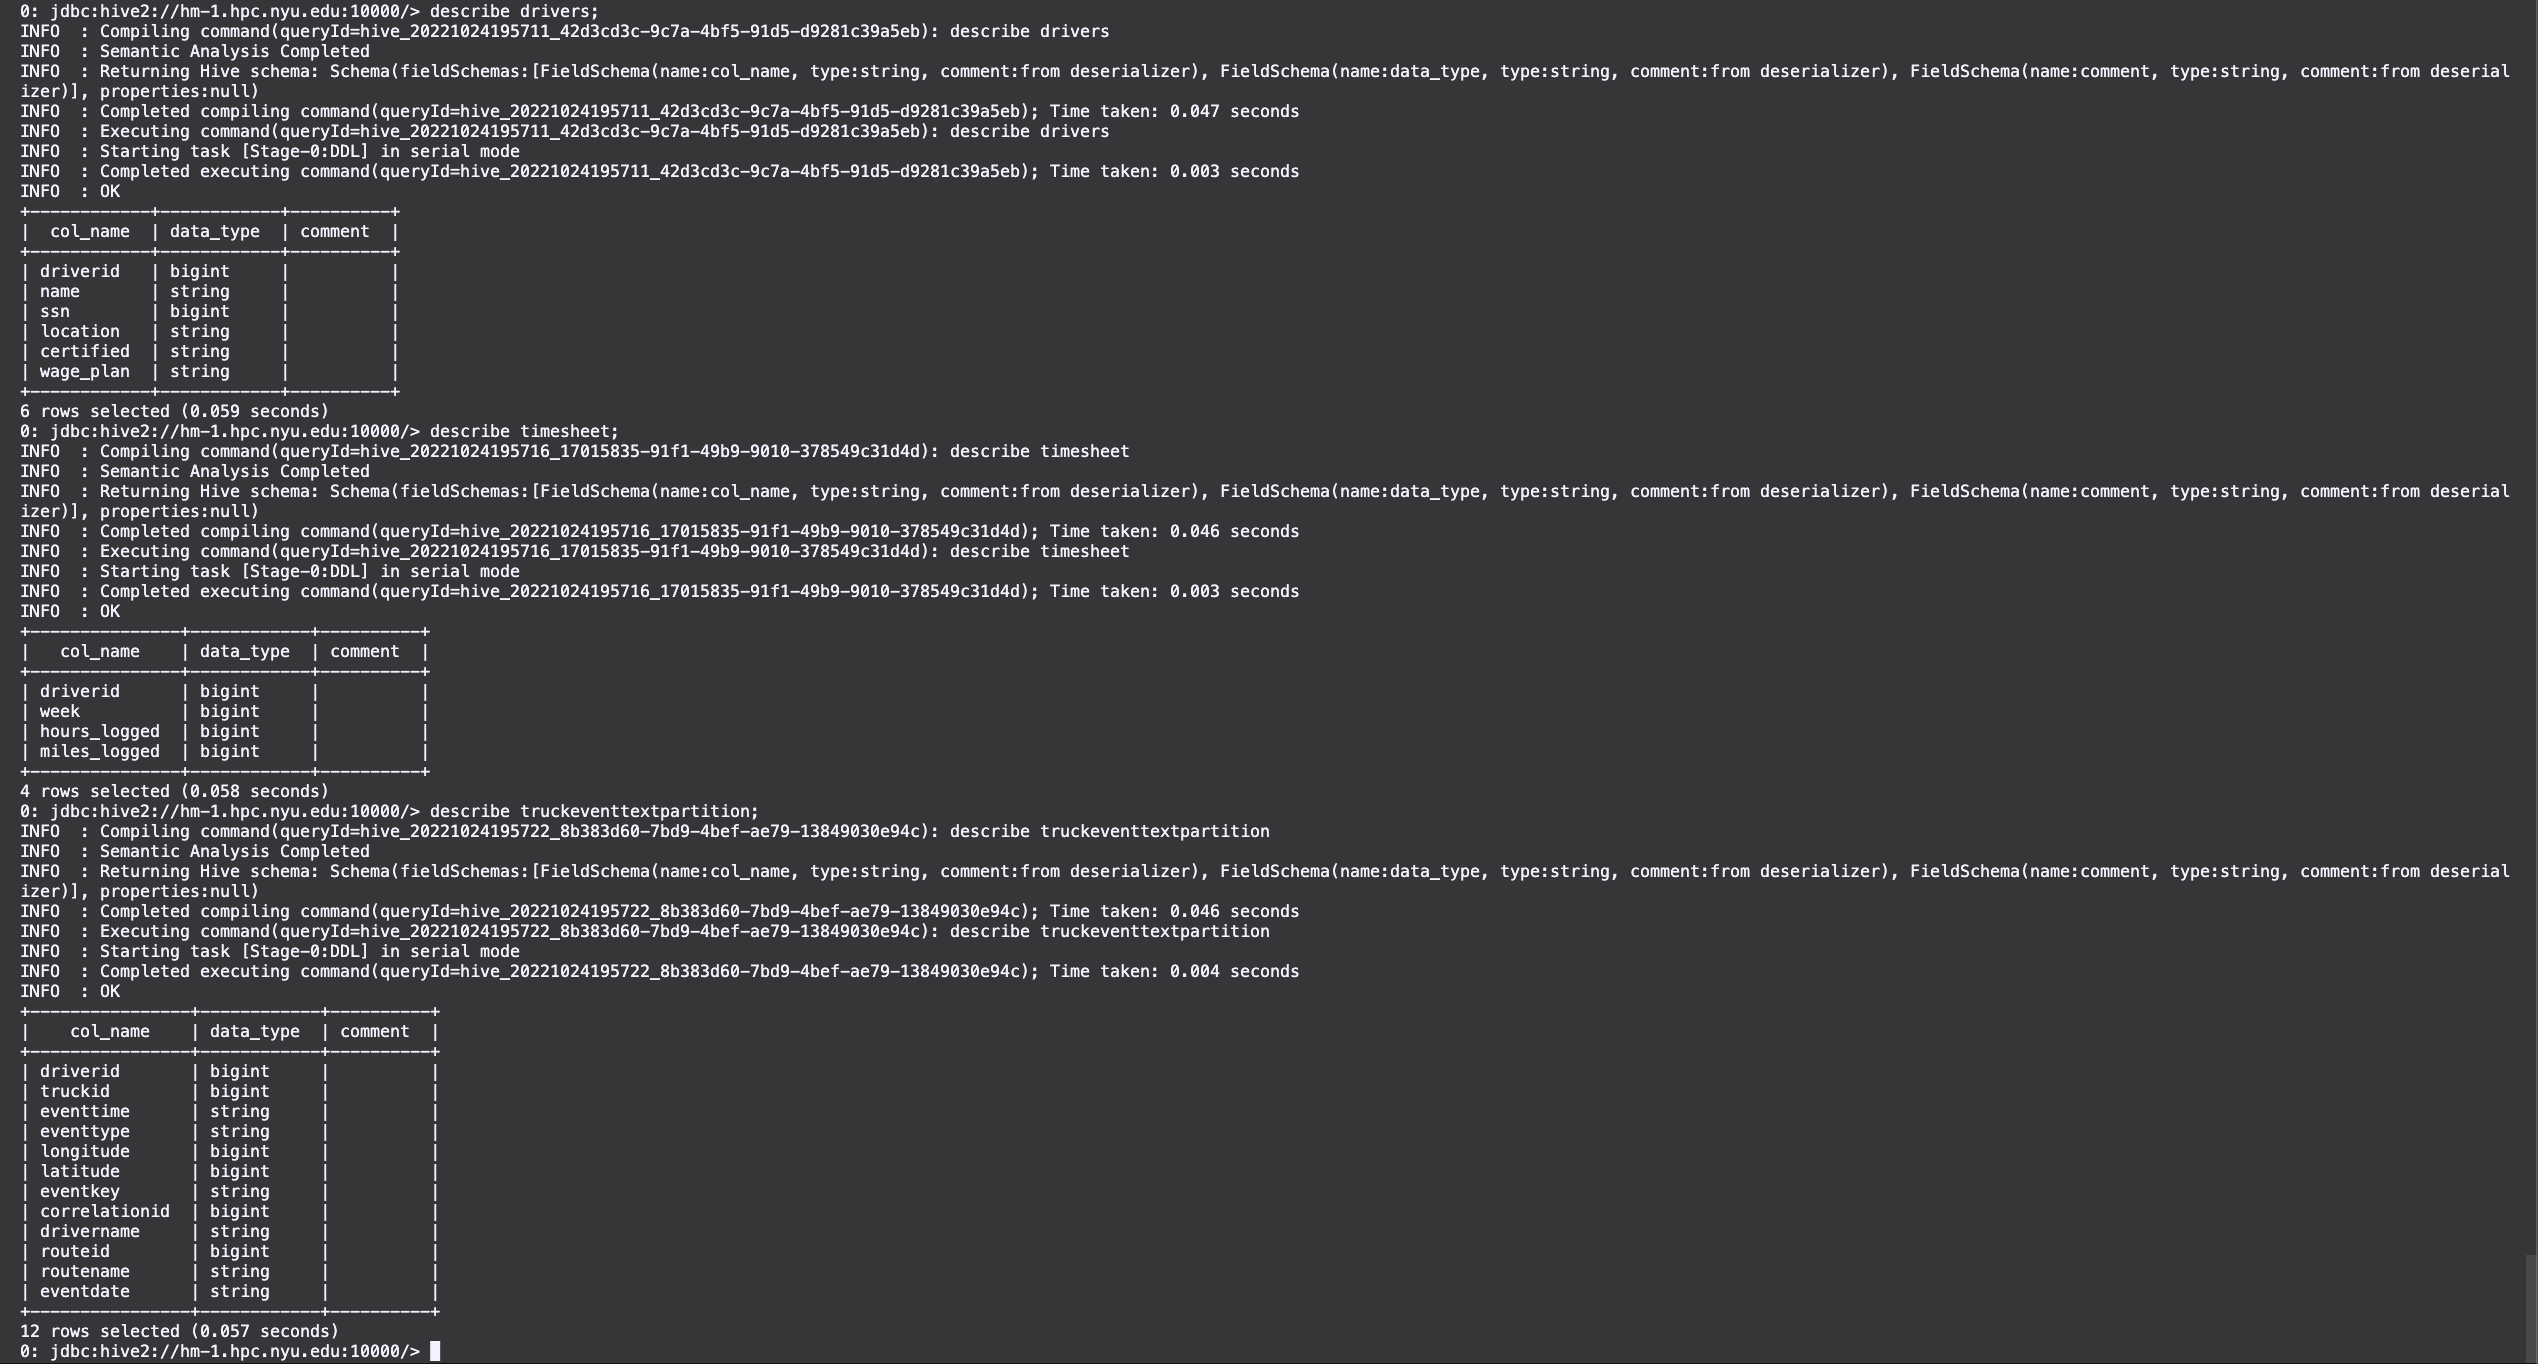 0: jdbc:hive2://hm-1.hpc.nyu.edu:10000/> describe drivers;
INFO  : Compiling command(queryId=hive_20221024195711_42d3cd3c-9c7a-4bf5-91d5-d9281c39a5eb): describe drivers
INFO  : Semantic Analysis Completed
INFO  : Returning Hive schema: Schema(fieldSchemas:[FieldSchema(name:col_name, type:string, comment:from deserializer), FieldSchema(name:data_type, type:string, comment:from deserializer), FieldSchema(name:comment, type:string, comment:from deserial
izer)], properties:null)
INFO  : Completed compiling command(queryId=hive_20221024195711_42d3cd3c-9c7a-4bf5-91d5-d9281c39a5eb); Time taken: 0.047 seconds
INFO  : Executing command(queryId=hive_20221024195711_42d3cd3c-9c7a-4bf5-91d5-d9281c39a5eb): describe drivers
INFO  : Starting task [Stage-0:DDL] in serial mode
INFO  : Completed executing command(queryId=hive_20221024195711_42d3cd3c-9c7a-4bf5-91d5-d9281c39a5eb); Time taken: 0.003 seconds
INFO  : OK
+------------+------------+----------+
|  col_name  | data_type  | comment  |
+------------+------------+----------+
| driverid   | bigint     |          |
| name       | string     |          |
| ssn        | bigint     |          |
| location   | string     |          |
| certified  | string     |          |
| wage_plan  | string     |          |
+------------+------------+----------+
6 rows selected (0.059 seconds)
0: jdbc:hive2://hm-1.hpc.nyu.edu:10000/> describe timesheet;
INFO  : Compiling command(queryId=hive_20221024195716_17015835-91f1-49b9-9010-378549c31d4d): describe timesheet
INFO  : Semantic Analysis Completed
INFO  : Returning Hive schema: Schema(fieldSchemas:[FieldSchema(name:col_name, type:string, comment:from deserializer), FieldSchema(name:data_type, type:string, comment:from deserializer), FieldSchema(name:comment, type:string, comment:from deserial
izer)], properties:null)
INFO  : Completed compiling command(queryId=hive_20221024195716_17015835-91f1-49b9-9010-378549c31d4d); Time taken: 0.046 seconds
INFO  : Executing command(queryId=hive_20221024195716_17015835-91f1-49b9-9010-378549c31d4d): describe timesheet
INFO  : Starting task [Stage-0:DDL] in serial mode
INFO  : Completed executing command(queryId=hive_20221024195716_17015835-91f1-49b9-9010-378549c31d4d); Time taken: 0.003 seconds
INFO  : OK
+---------------+------------+----------+
|   col_name    | data_type  | comment  |
+---------------+------------+----------+
| driverid      | bigint     |          |
| week          | bigint     |          |
| hours_logged  | bigint     |          |
| miles_logged  | bigint     |          |
+---------------+------------+----------+
4 rows selected (0.058 seconds)
0: jdbc:hive2://hm-1.hpc.nyu.edu:10000/> describe truckeventtextpartition;
INFO  : Compiling command(queryId=hive_20221024195722_8b383d60-7bd9-4bef-ae79-13849030e94c): describe truckeventtextpartition
INFO  : Semantic Analysis Completed
INFO  : Returning Hive schema: Schema(fieldSchemas:[FieldSchema(name:col_name, type:string, comment:from deserializer), FieldSchema(name:data_type, type:string, comment:from deserializer), FieldSchema(name:comment, type:string, comment:from deserial
izer)], properties:null)
INFO  : Completed compiling command(queryId=hive_20221024195722_8b383d60-7bd9-4bef-ae79-13849030e94c); Time taken: 0.046 seconds
INFO  : Executing command(queryId=hive_20221024195722_8b383d60-7bd9-4bef-ae79-13849030e94c): describe truckeventtextpartition
INFO  : Starting task [Stage-0:DDL] in serial mode
INFO  : Completed executing command(queryId=hive_20221024195722_8b383d60-7bd9-4bef-ae79-13849030e94c); Time taken: 0.004 seconds
INFO  : OK
+----------------+------------+----------+
|    col_name    | data_type  | comment  |
+----------------+------------+----------+
| driverid       | bigint     |          |
| truckid        | bigint     |          |
| eventtime      | string     |          |
| eventtype      | string     |          |
| longitude      | bigint     |          |
| latitude       | bigint     |          |
| eventkey       | string     |          |
| correlationid  | bigint     |          |
| drivername     | string     |          |
| routeid        | bigint     |          |
| routename      | string     |          |
| eventdate      | string     |          |
+----------------+------------+----------+
12 rows selected (0.057 seconds)
0: jdbc:hive2://hm-1.hpc.nyu.edu:10000/>